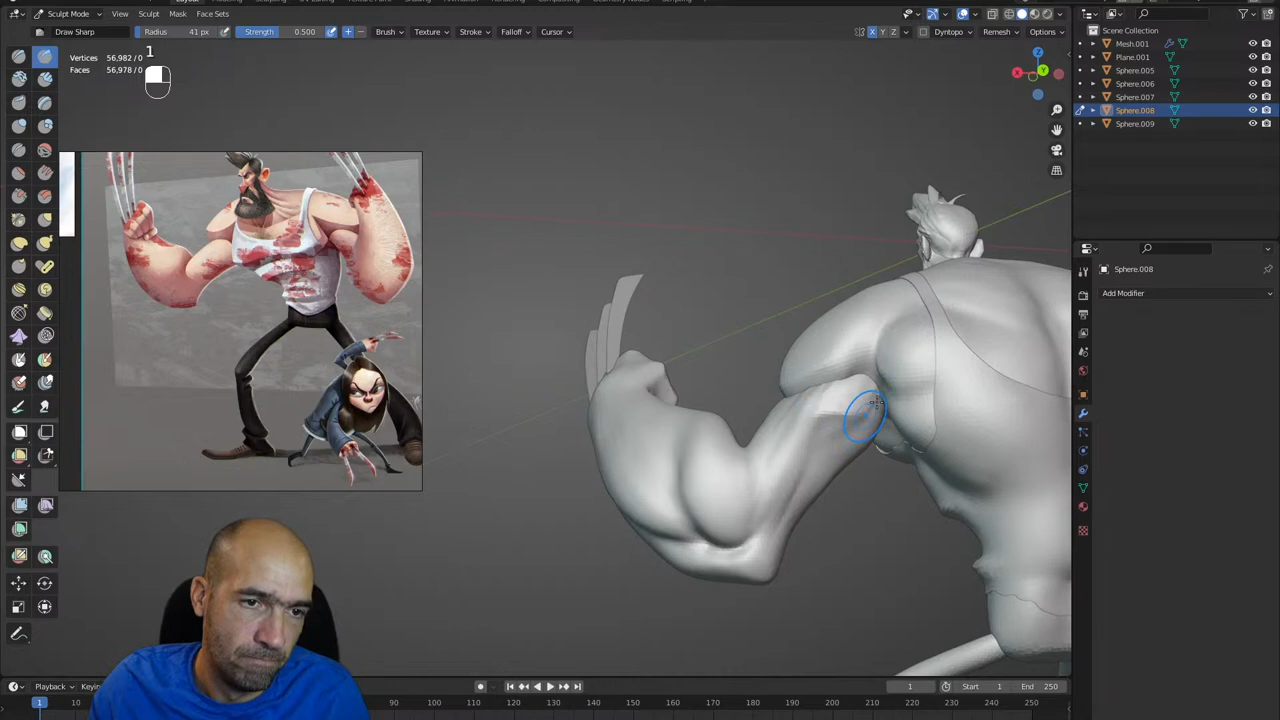 Sculpt Mode View Sculpt Mask Face Sets
Draw Sharp Radius 41 px Strength 0.500 Brush Texture Stroke Falloff Cursor X Y Z Dyntopo Remesh Options
Vertices 56,982 / 0
Faces 56,978 / 0
1
X Y Z
Scene Collection
Mesh.001
Plane.001
Sphere.005
Sphere.006
Sphere.007
Sphere.008
Sphere.009
Sphere.008
Add Modifier
Playback Keying
1 Start 1 End 250
1 10 90 100 110 120 130 140 150 160 170 180 190 200 210 220 230 240 250